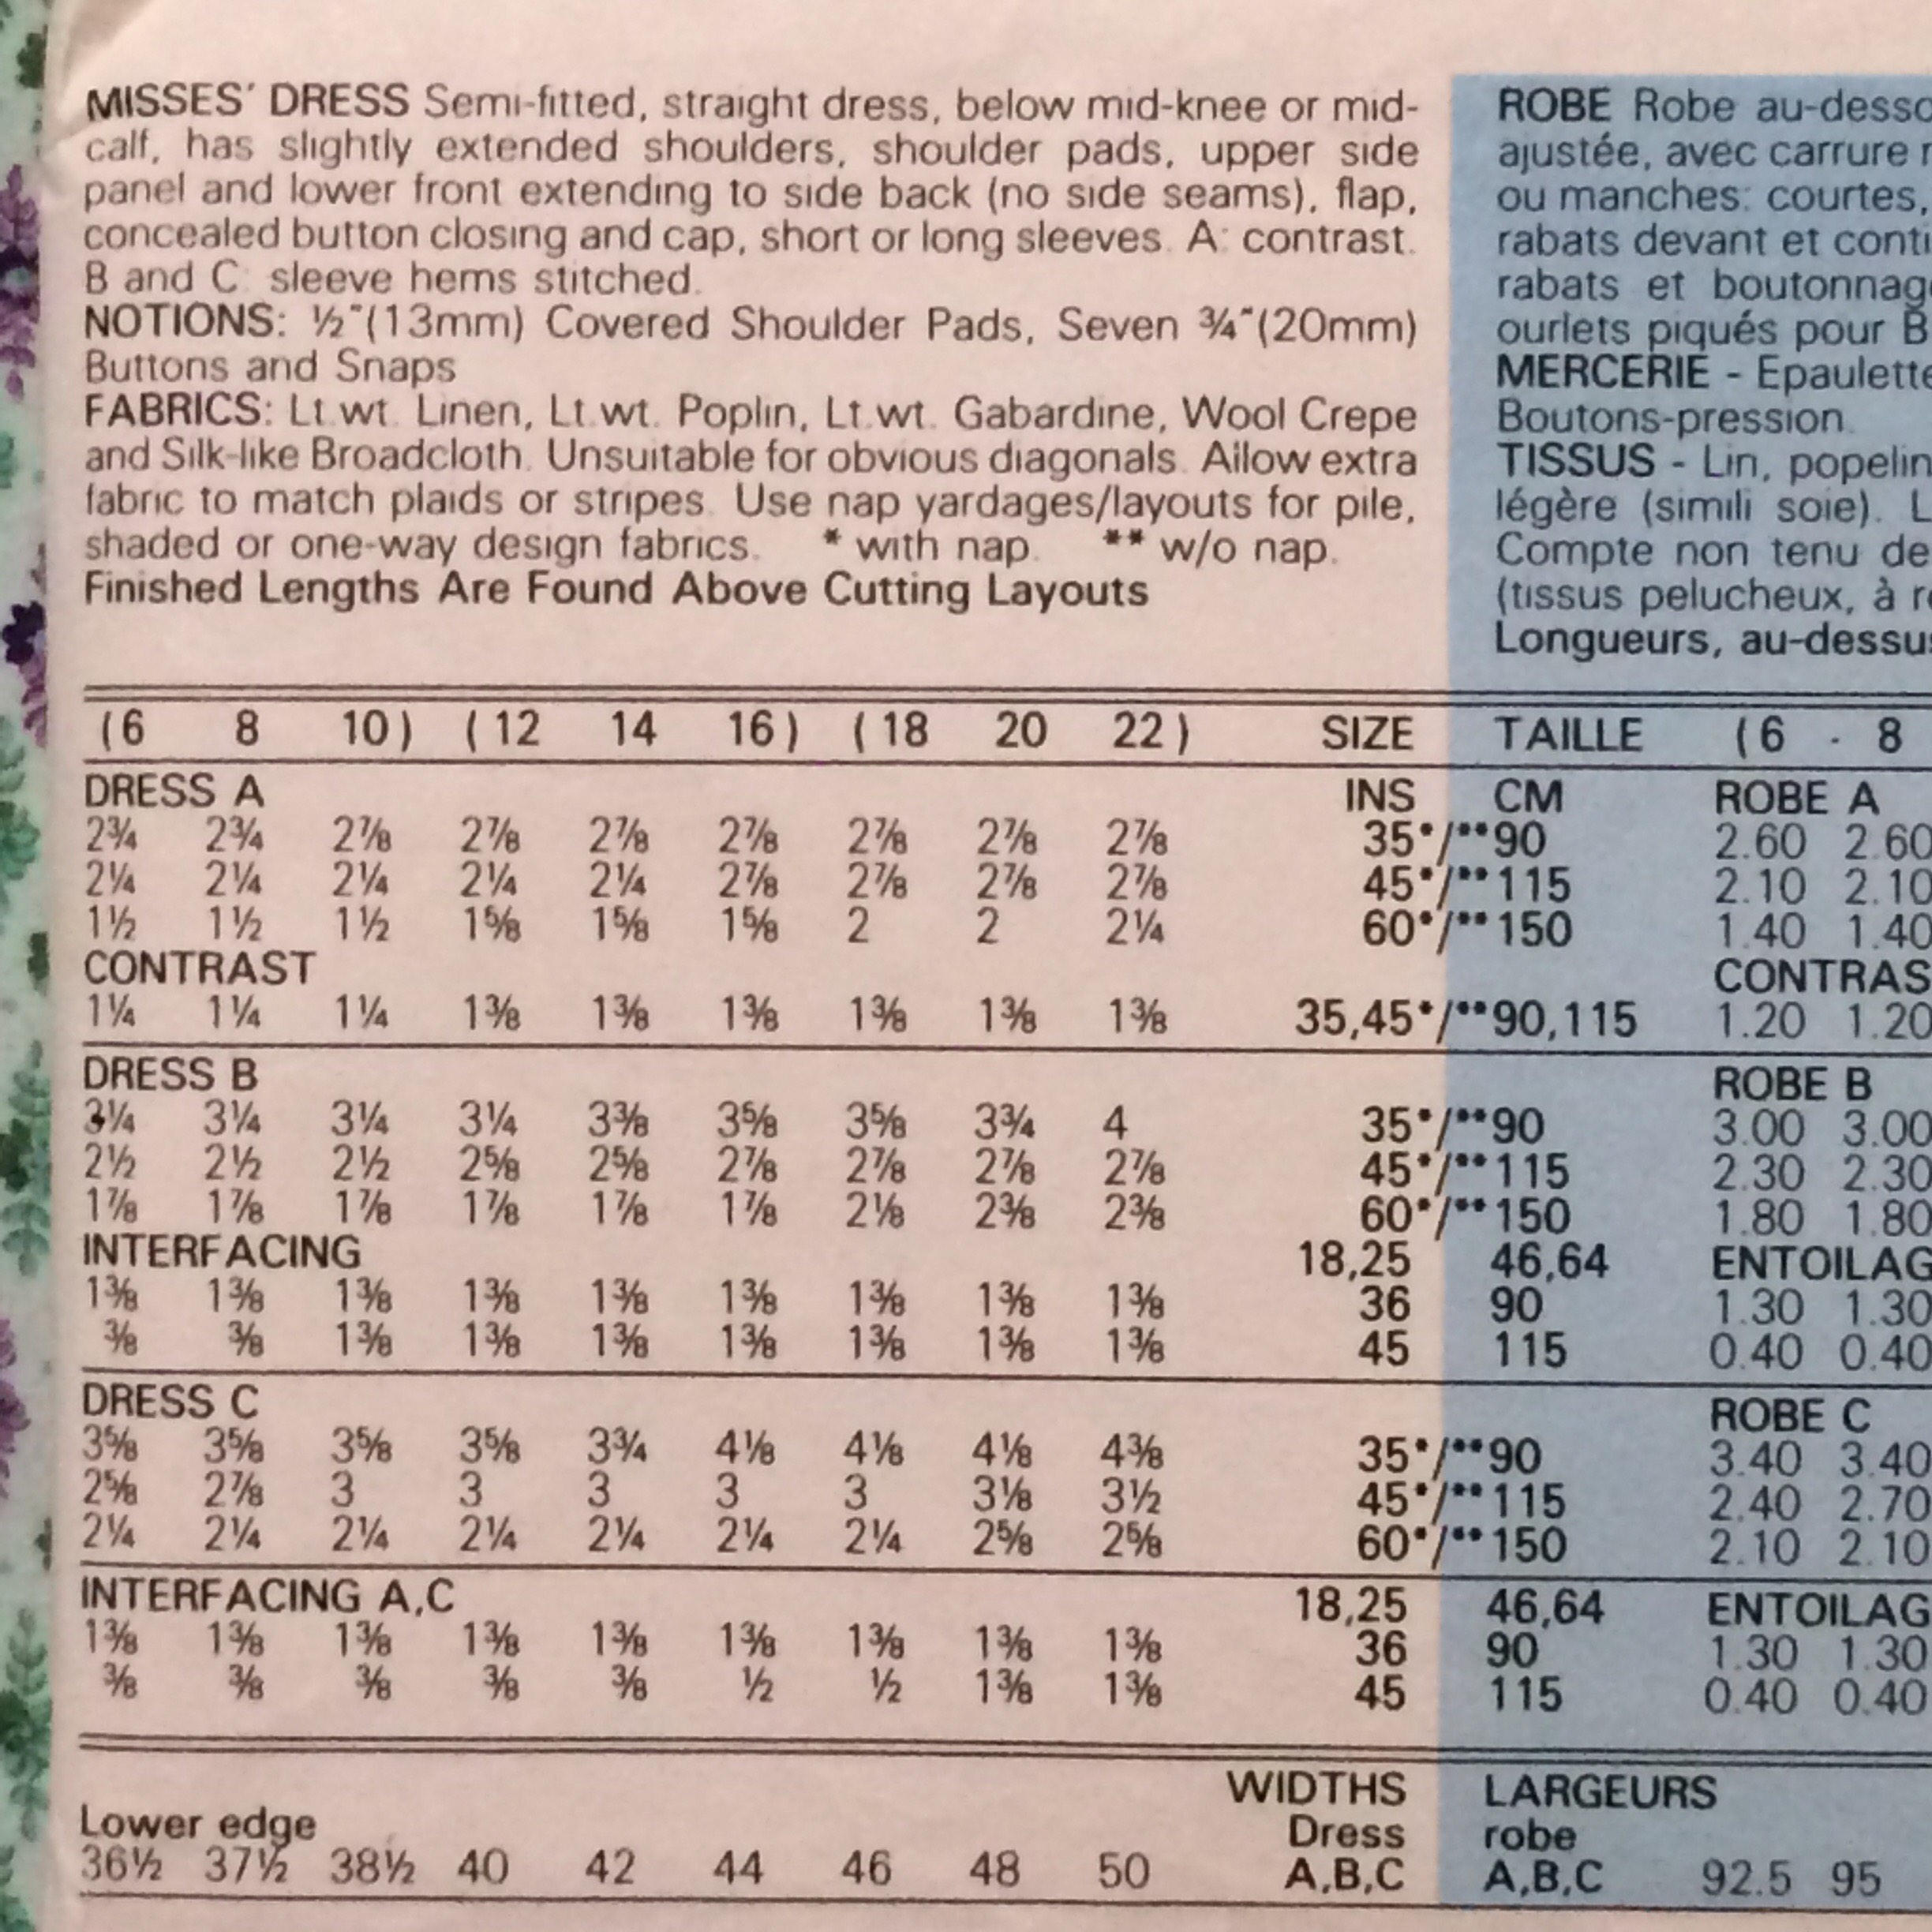 MISSES' DRESS Semi-fitted, straight dress, below mid-knee or mid-
calf, has slightly extended shoulders, shoulder pads, upper side
panel and lower front extending to side back (no side seams), flap,
concealed button closing and cap, short or long sleeves. A: contrast.
B and C: sleeve hems stitched.
NOTIONS: ½"(13mm) Covered Shoulder Pads, Seven ¾"(20mm)
Buttons and Snaps
FABRICS: Lt.wt. Linen, Lt.wt. Poplin, Lt.wt. Gabardine, Wool Crepe
and Silk-like Broadcloth. Unsuitable for obvious diagonals. Allow extra
fabric to match plaids or stripes. Use nap yardages/layouts for pile,
shaded or one-way design fabrics. * with nap. ** w/o nap.
Finished Lengths Are Found Above Cutting Layouts
ROBE Robe au-desso
ajustée, avec carrure
ou manches: courtes,
rabats devant et conti
rabats et boutonnag
ourlets piqués pour B
MERCERIE - Epaulette
Boutons-pression.
TISSUS - Lin, popelin
légère (simili soie). L
Compte non tenu de
(tissus pelucheux, à r
Longueurs, au-dessus
(6 8 10) (12 14 16) (18 20 22) SIZE TAILLE (6 - 8
DRESS A INS CM ROBE A
2¾ 2¾ 2⅞ 2⅞ 2⅞ 2⅞ 2⅞ 2⅞ 2⅞ 35*/**90 2.60 2.60
2¼ 2¼ 2¼ 2¼ 2¼ 2⅞ 2⅞ 2⅞ 2⅞ 45*/**115 2.10 2.10
1½ 1½ 1½ 1⅝ 1⅝ 1⅝ 2 2 2¼ 60*/**150 1.40 1.40
CONTRAST CONTRAS
1¼ 1¼ 1¼ 1⅜ 1⅜ 1⅜ 1⅜ 1⅜ 1⅜ 35,45*/**90,115 1.20 1.20
DRESS B ROBE B
3¼ 3¼ 3¼ 3¼ 3⅜ 3⅝ 3⅝ 3¾ 4 35*/**90 3.00 3.00
2½ 2½ 2½ 2⅝ 2⅝ 2⅞ 2⅞ 2⅞ 2⅞ 45*/**115 2.30 2.30
1⅞ 1⅞ 1⅞ 1⅞ 1⅞ 1⅞ 2⅛ 2⅜ 2⅜ 60*/**150 1.80 1.80
INTERFACING 18,25 46,64 ENTOILAG
1⅜ 1⅜ 1⅜ 1⅜ 1⅜ 1⅜ 1⅜ 1⅜ 1⅜ 36 90 1.30 1.30
⅜ ⅜ 1⅜ 1⅜ 1⅜ 1⅜ 1⅜ 1⅜ 1⅜ 45 115 0.40 0.40
DRESS C ROBE C
3⅝ 3⅝ 3⅝ 3⅝ 3¾ 4⅛ 4⅛ 4⅛ 4⅜ 35*/**90 3.40 3.40
2⅝ 2⅞ 3 3 3 3 3 3⅛ 3½ 45*/**115 2.40 2.70
2¼ 2¼ 2¼ 2¼ 2¼ 2¼ 2¼ 2⅝ 2⅝ 60*/**150 2.10 2.10
INTERFACING A,C 18,25 46,64 ENTOILAG
1⅜ 1⅜ 1⅜ 1⅜ 1⅜ 1⅜ 1⅜ 1⅜ 1⅜ 36 90 1.30 1.30
⅜ ⅜ ⅜ ⅜ ⅜ ½ ½ 1⅜ 1⅜ 45 115 0.40 0.40
WIDTHS LARGEURS
Lower edge Dress robe
36½ 37½ 38½ 40 42 44 46 48 50 A,B,C A,B,C 92.5 95